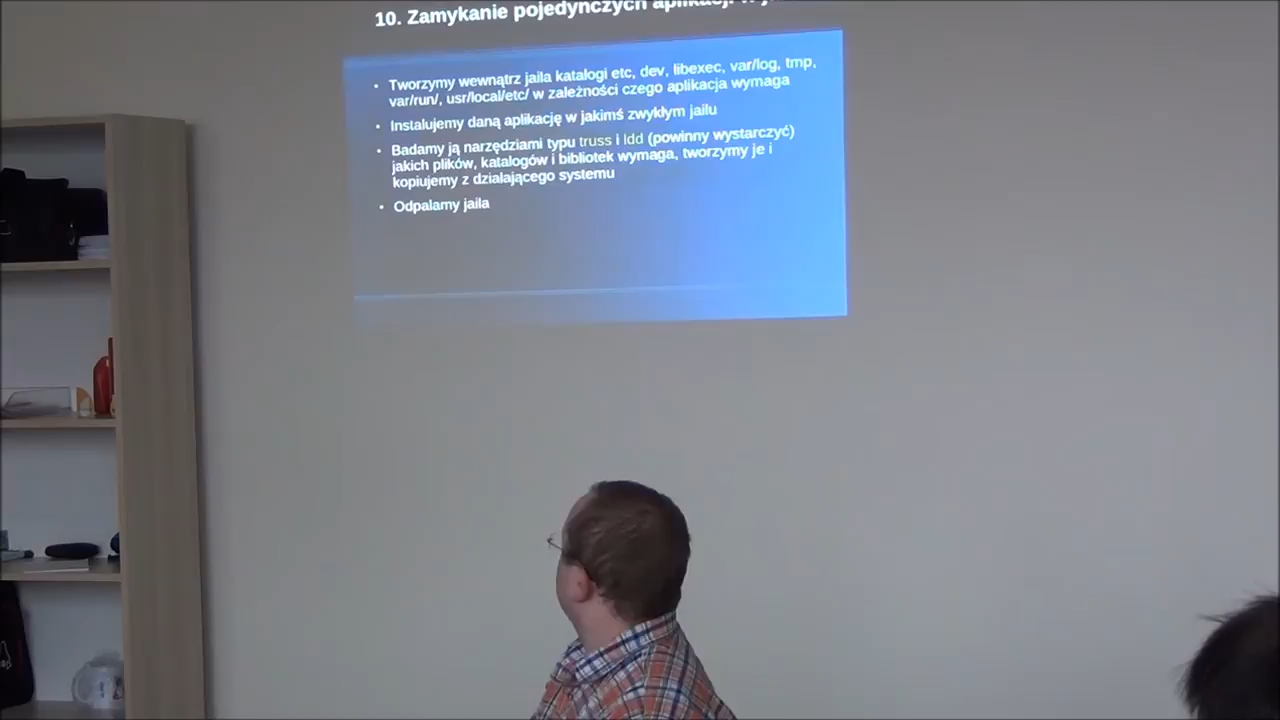 10. Zamykanie pojedynczych aplikacji w
• Tworzymy wewnątrz jaila katalogi etc, dev, libexec, var/log, tmp,
var/run/, usr/local/etc/ w zależności czego aplikacja wymaga
• Instalujemy daną aplikację w jakimś zwykłym jailu
• Badamy ją narzędziami typu truss i ldd (powinny wystarczyć)
jakich plików, katalogów i bibliotek wymaga, tworzymy je i
kopiujemy z działającego systemu
• Odpalamy jaila